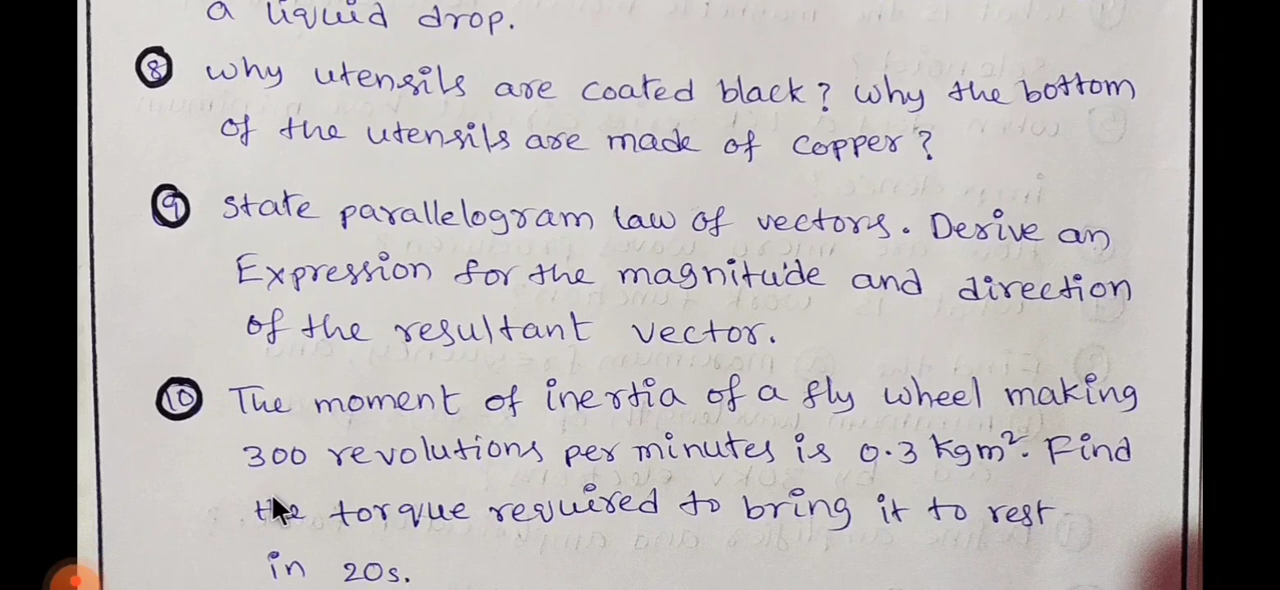 a liquid drop.
8 Why utensils are coated black? Why the bottom
of the utensils are made of copper?
9 State parallelogram law of vectors. Derive an
Expression for the magnitude and direction
of the resultant vector.
10 The moment of inertia of a fly wheel making
300 revolutions per minutes is 0.3 kgm². Find
the torque required to bring it to rest
in 20s.